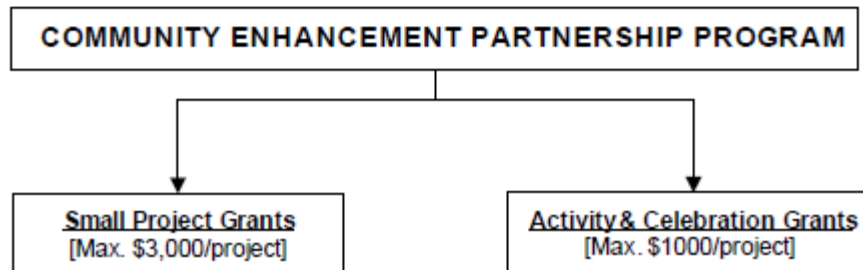 COMMUNITY ENHANCEMENT PARTNERSHIP PROGRAM
Small Project Grants
[Max. $3,000/project]
Activity & Celebration Grants
[Max. $1000/project]